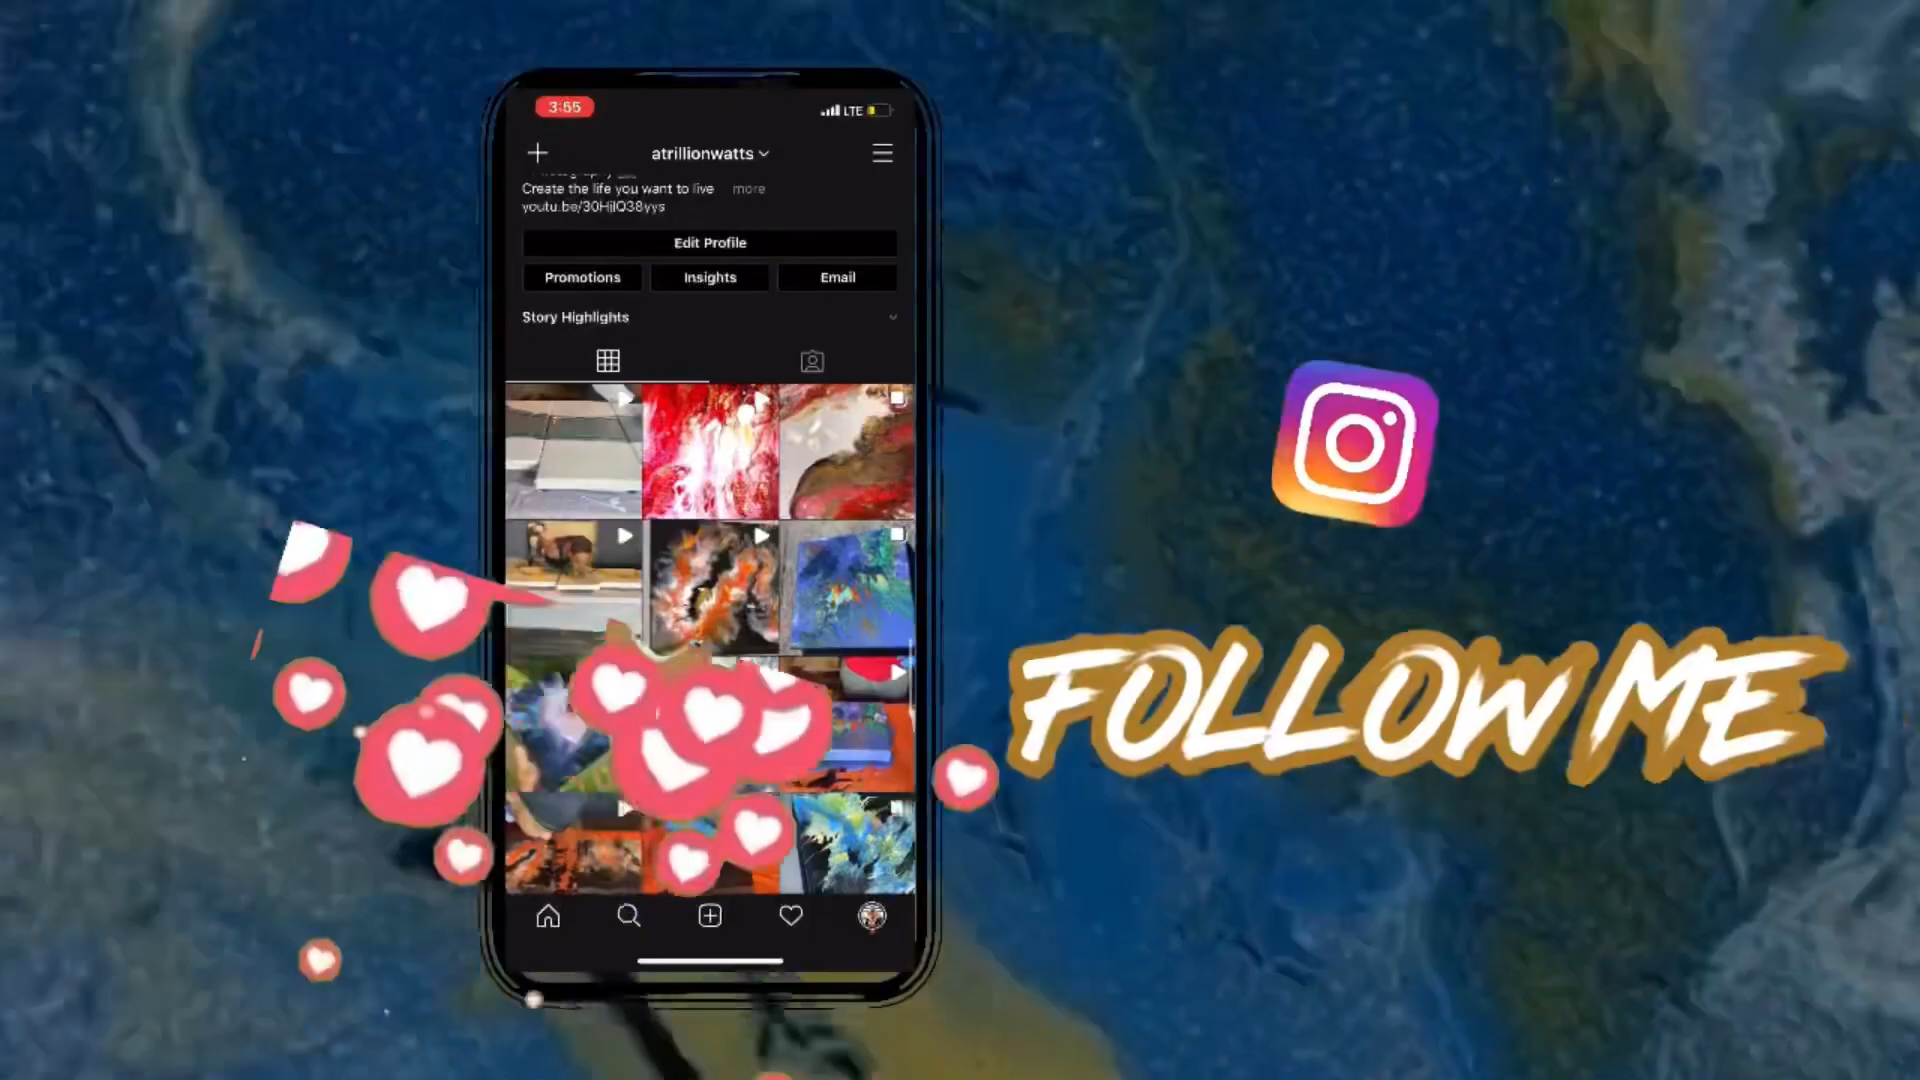 3:55
LTE
atrillionwatts
Create the life you want to live more
youtu.be/30HjlQ38yys
Edit Profile
Promotions Insights Email
Story Highlights
FOLLOW ME